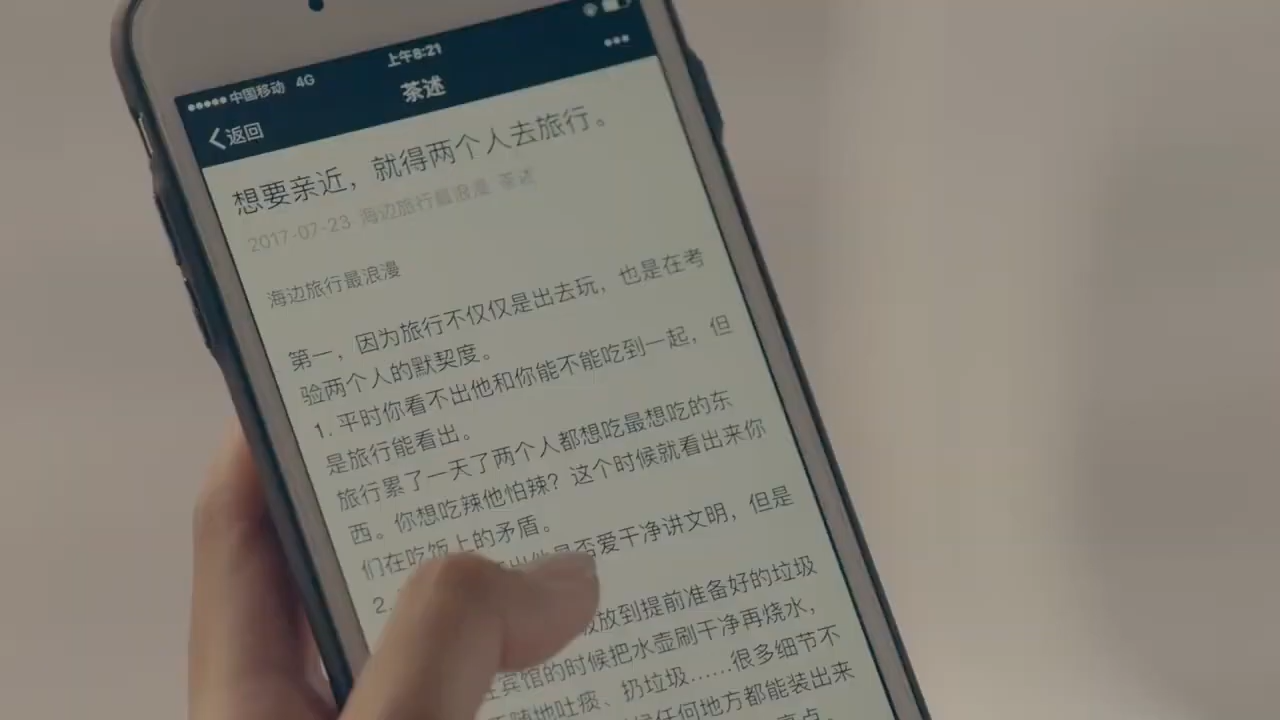 中国移动 4G 上午8:21
返回 茶述
想要亲近，就得两个人去旅行。
2017-07-23 海边旅行最浪漫 茶述
海边旅行最浪漫
第一，因为旅行不仅仅是出去玩，也是在考
验两个人的默契度。
1. 平时你看不出他和你能不能吃到一起，但
是旅行能看出。
旅行累了一天了两个人都想吃最想吃的东
西。你想吃辣他怕辣？这个时候就看出来你
们在吃饭上的矛盾。
2. 出他是否爱干净讲文明，但是
圾放到提前准备好的垃圾
宾馆的时候把水壶刷干净再烧水，
随地吐痰、扔垃圾……很多细节不
任何地方都能装出来